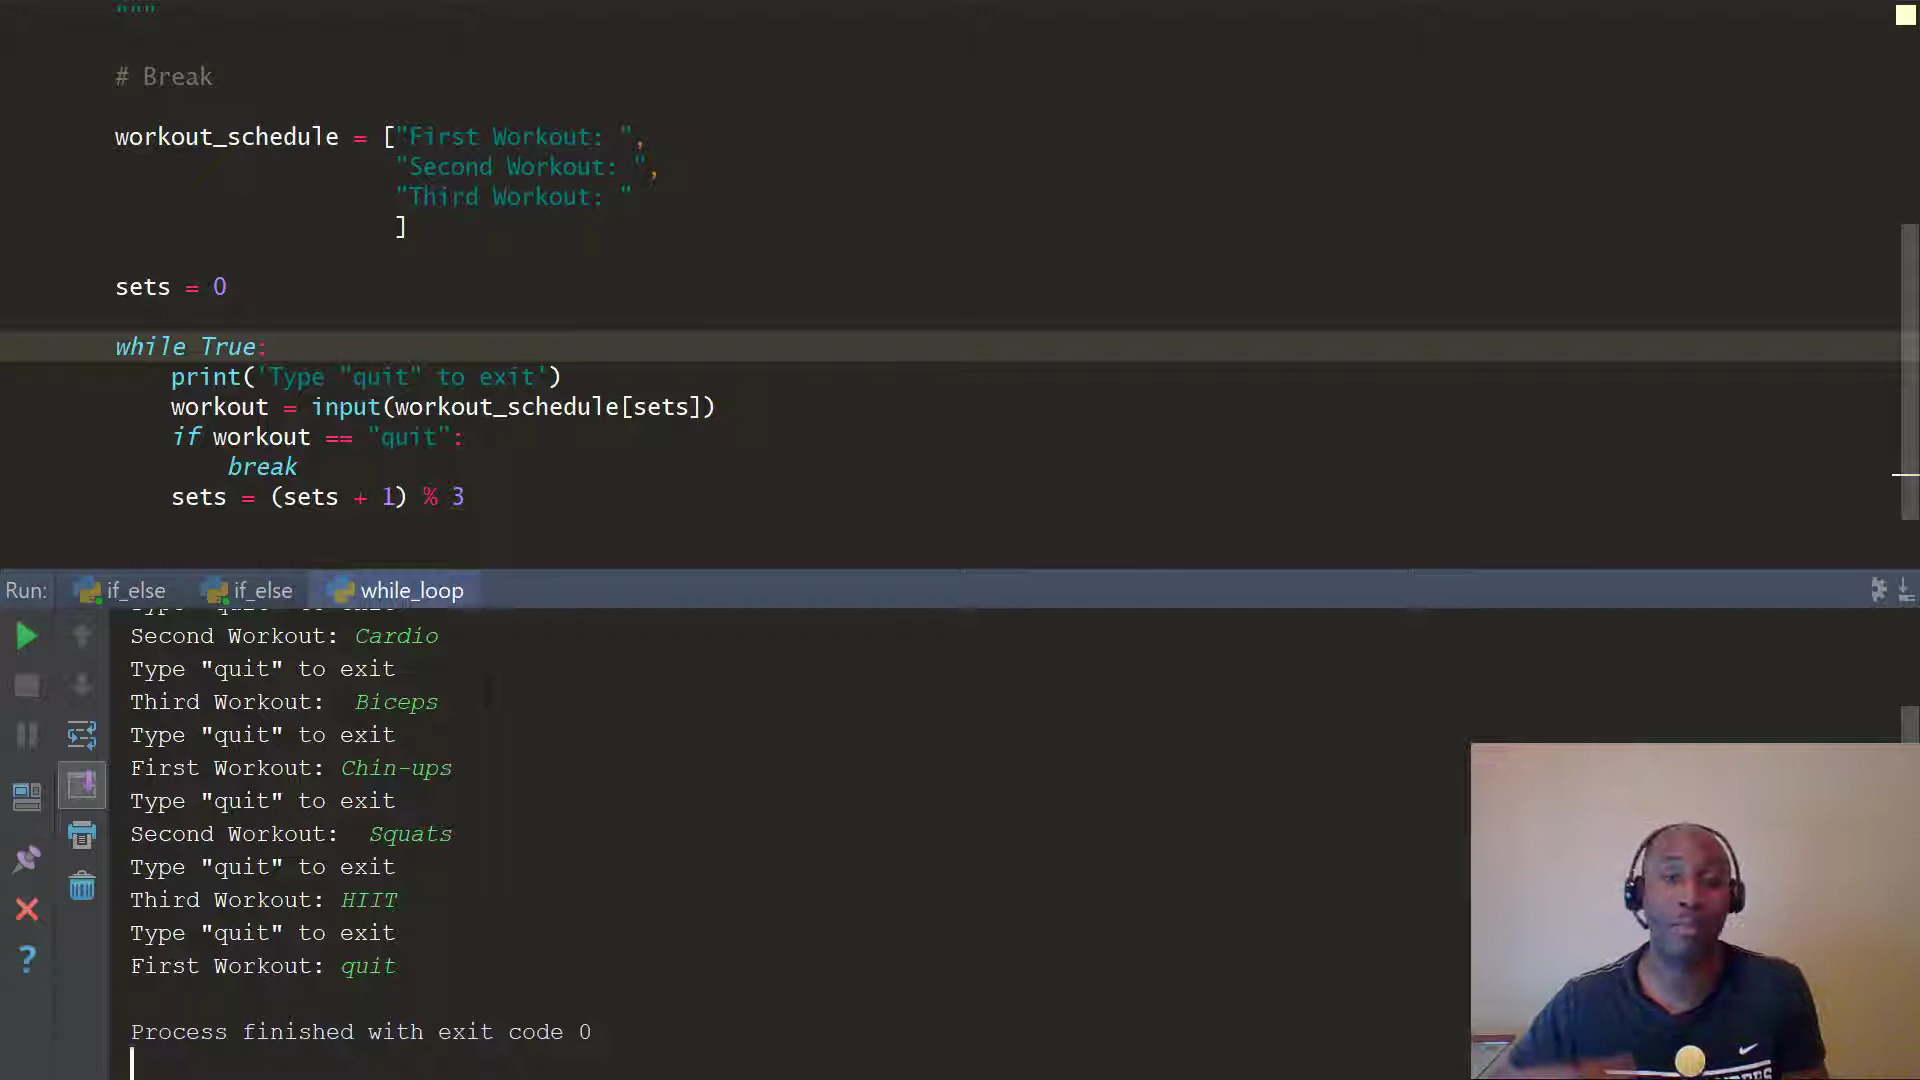 """
# Break
workout_schedule = ["First Workout: ",
"Second Workout: ",
"Third Workout: "
]
sets = 0
while True:
print('Type "quit" to exit')
workout = input(workout_schedule[sets])
if workout == "quit":
break
sets = (sets + 1) % 3
Run: if_else if_else while_loop
Type "quit" to exit
Second Workout: Cardio
Type "quit" to exit
Third Workout:  Biceps
Type "quit" to exit
First Workout: Chin-ups
Type "quit" to exit
Second Workout:  Squats
Type "quit" to exit
Third Workout: HIIT
Type "quit" to exit
First Workout: quit
Process finished with exit code 0